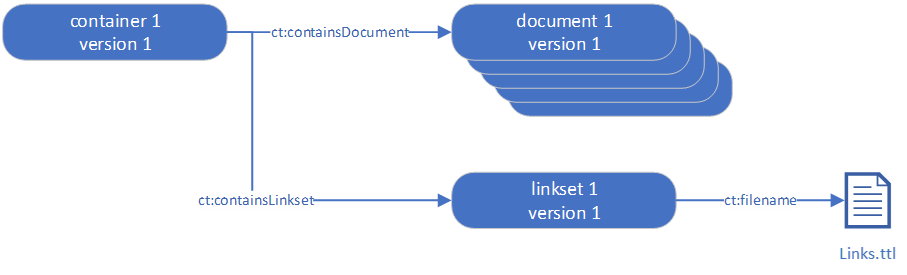 container 1
version 1
ct:containsDocument
document 1
version 1
ct:containsLinkset
linkset 1
version 1
ct:filename
Links.ttl